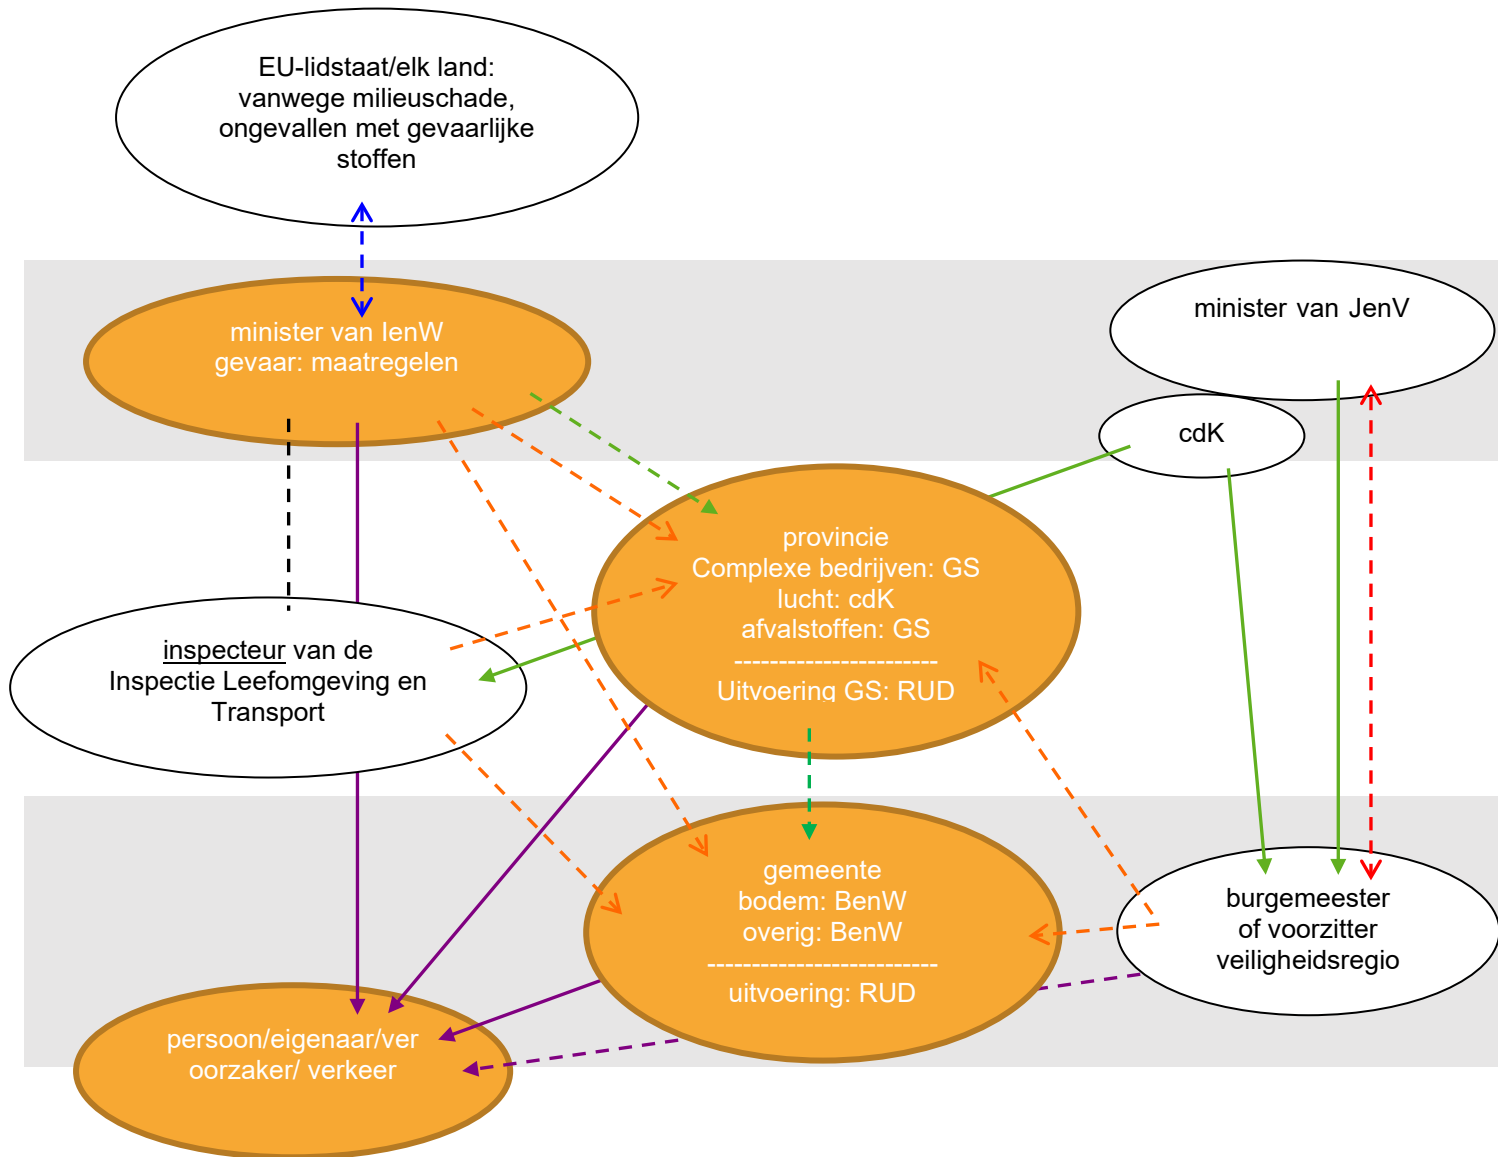 EU-lidstaat/elk land:
vanwege milieuschade,
ongevallen met gevaarlijke
stoffen
minister van IenW
gevaar: maatregelen
minister van JenV
cdK
provincie
Complexe bedrijven: GS
lucht: cdK
afvalstoffen: GS
-----------------------
Uitvoering GS: RUD
inspecteur van de
Inspectie Leefomgeving en
Transport
gemeente
bodem: BenW
overig: BenW
--------------------------
uitvoering: RUD
burgemeester
of voorzitter
veiligheidsregio
persoon/eigenaar/ver
oorzaker/ verkeer